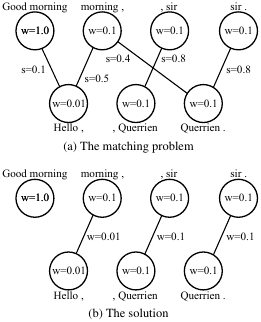 Good morning morning , , sir sir .
w=1.0 w=0.1 w=0.1 w=0.1
s=0.1 s=0.5 s=0.4 s=0.8 s=0.8
w=0.01 w=0.1 w=0.1
Hello , , Querrien Querrien .
(a) The matching problem
Good morning morning , , sir sir .
w=1.0 w=0.1 w=0.1 w=0.1
w=0.01 w=0.1 w=0.1
w=0.01 w=0.1 w=0.1
Hello , , Querrien Querrien .
(b) The solution